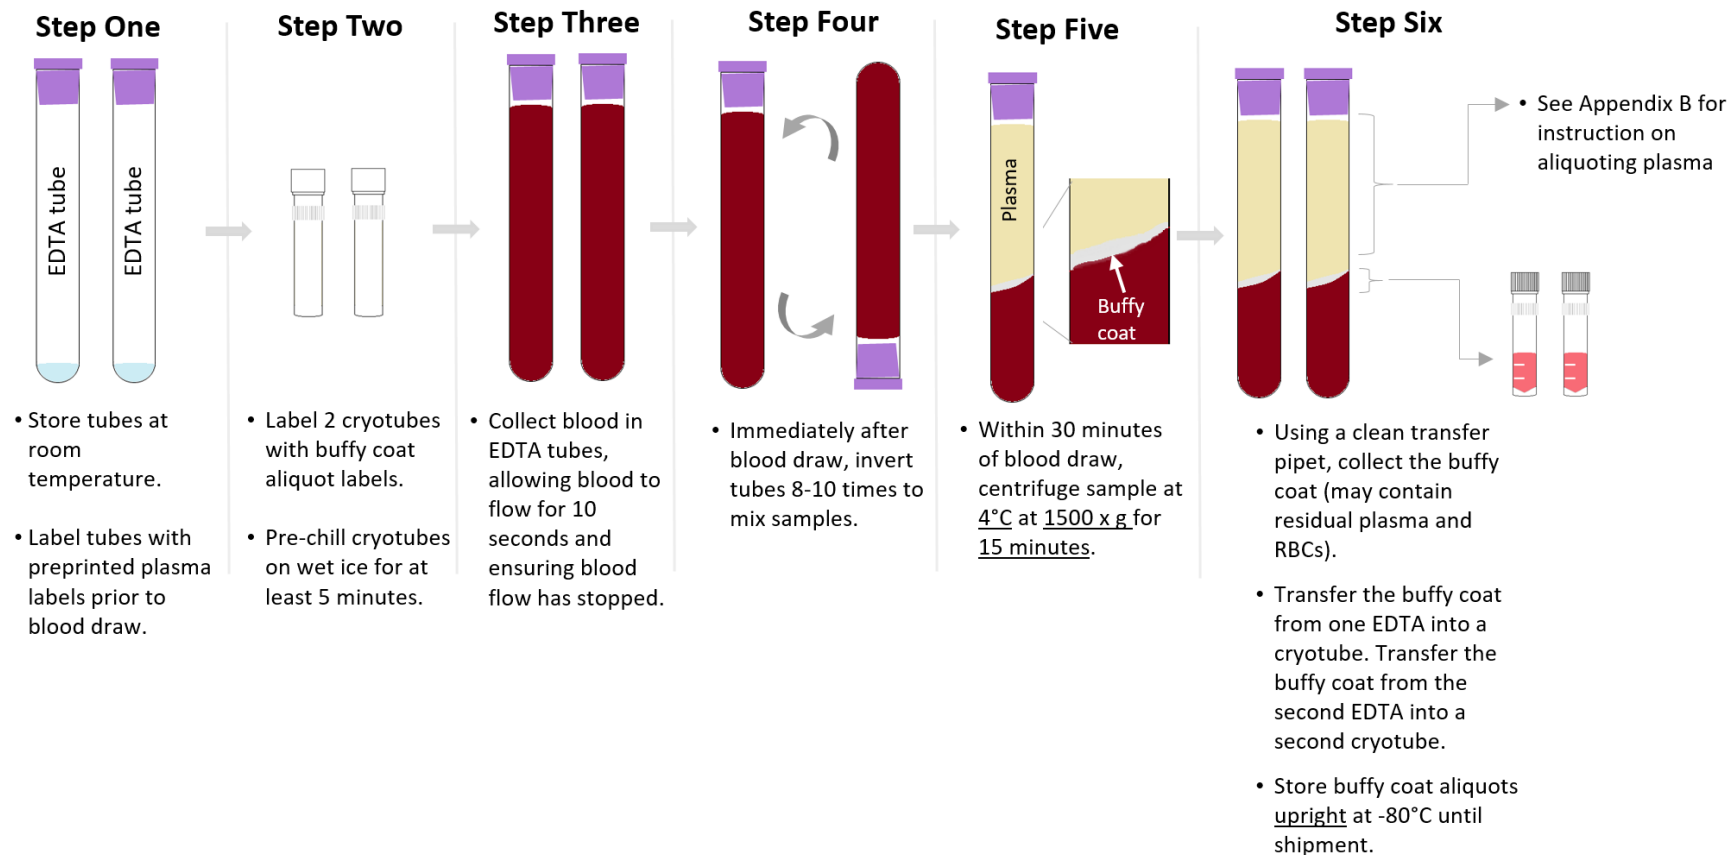 Step One
EDTA tube
EDTA tube
• Store tubes at
room
temperature.
• Label tubes with
preprinted plasma
labels prior to
blood draw.
Step Two
• Label 2 cryotubes
with buffy coat
aliquot labels.
• Pre-chill cryotubes
on wet ice for at
least 5 minutes.
Step Three
• Collect blood in
EDTA tubes,
allowing blood to
flow for 10
seconds and
ensuring blood
flow has stopped.
Step Four
• Immediately after
blood draw, invert
tubes 8-10 times to
mix samples.
Step Five
Plasma
Buffy
coat
• Within 30 minutes
of blood draw,
centrifuge sample at
4°C at 1500 x g for
15 minutes.
Step Six
• See Appendix B for
instruction on
aliquoting plasma
• Using a clean transfer
pipet, collect the buffy
coat (may contain
residual plasma and
RBCs).
• Transfer the buffy coat
from one EDTA into a
cryotube. Transfer the
buffy coat from the
second EDTA into a
second cryotube.
• Store buffy coat aliquots
upright at -80°C until
shipment.